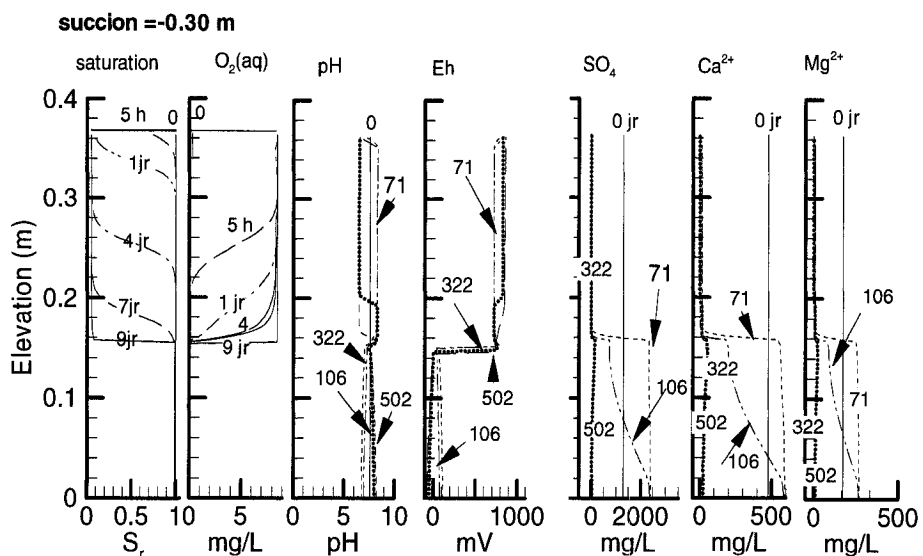 succion =-0.30 m
saturation O₂(aq) pH Eh SO₄ Ca²⁺ Mg²⁺
0.4 5 h 0 0 0 0 jr 0 jr 0 jr
1jr 71 71
0.3
5 h
4 jr
322 71 71 106
0.2 322
7jr 1 jr
4
9jr 9 jr 322 322 71
502 106
0.1 106 502 106 502 502 106 322
502
0
Elevation (m)
0 0.5 1 0 5 0 5 10 0 1000 0 2000 0 500 0 500
Sᵣ mg/L pH mV mg/L mg/L mg/L